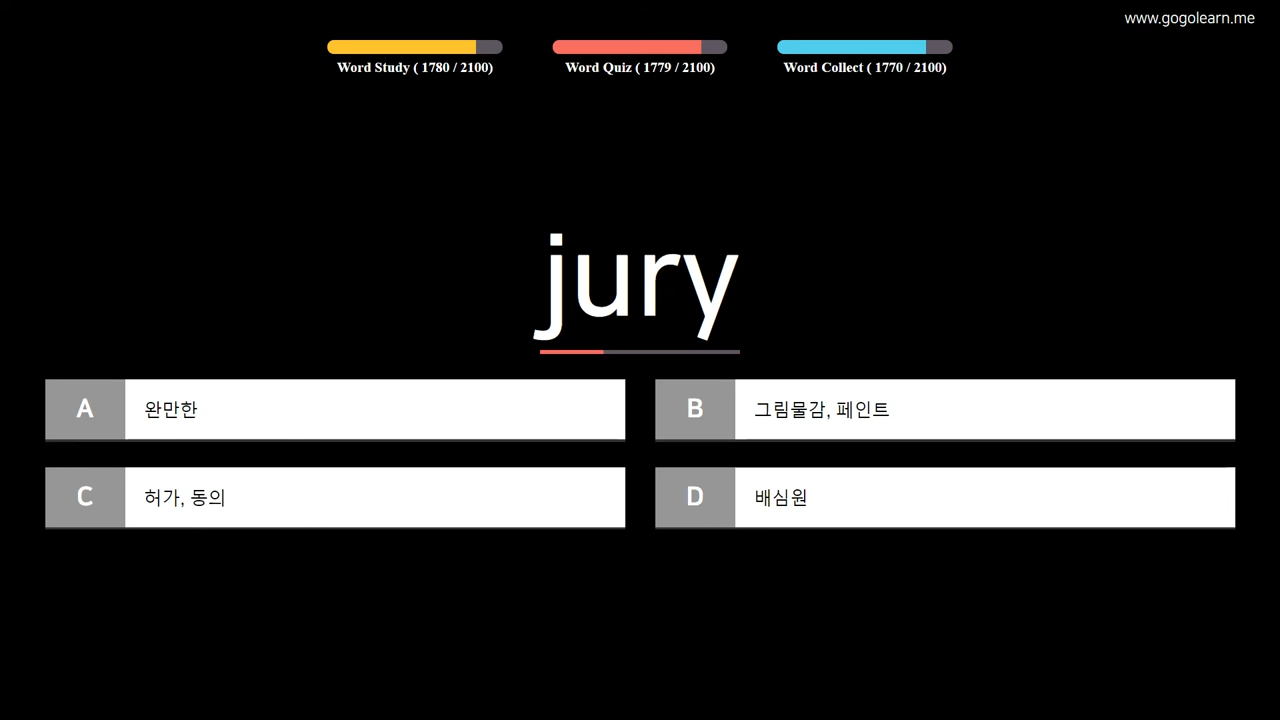 www.gogolearn.me
Word Study ( 1780 / 2100)
Word Quiz ( 1779 / 2100)
Word Collect ( 1770 / 2100)
jury
A 완만한
B 그림물감, 페인트
C 허가, 동의
D 배심원